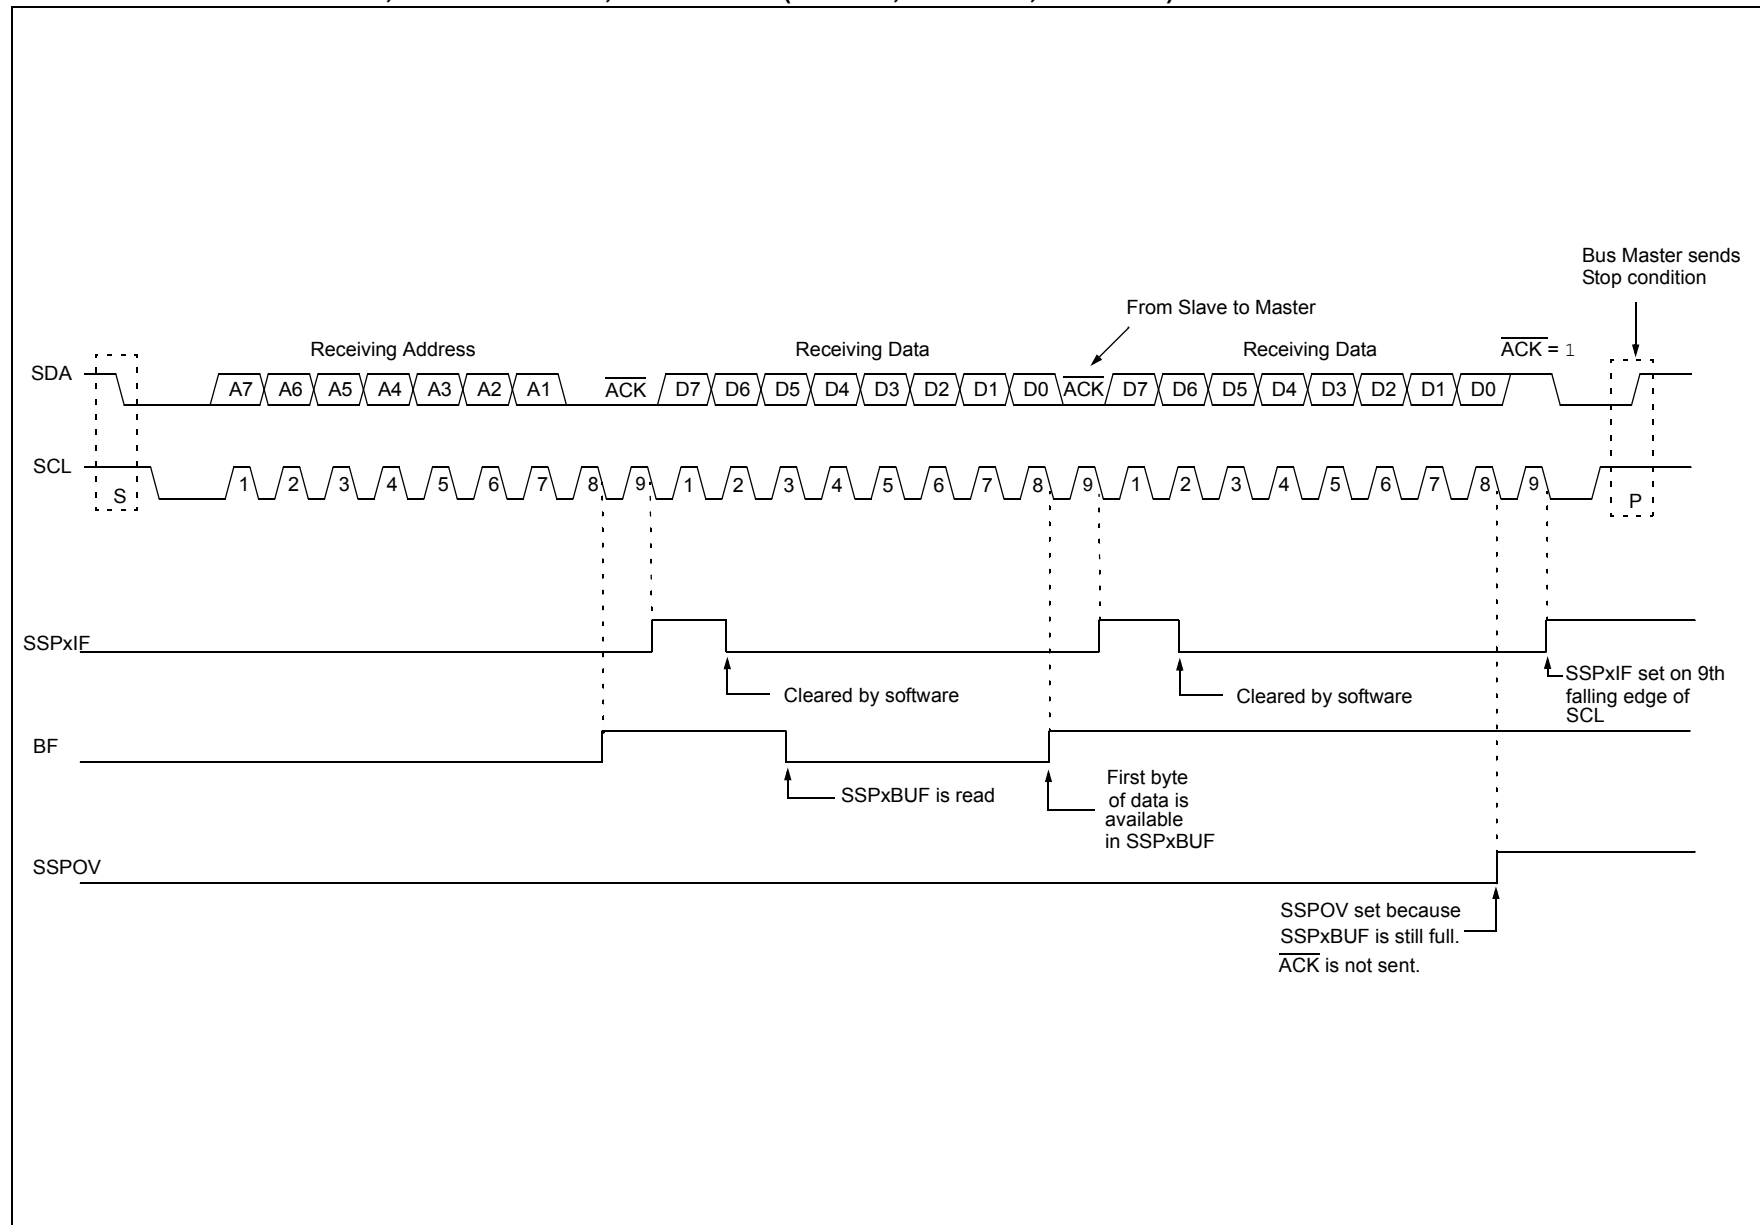 Bus Master sends
Stop condition
From Slave to Master
Receiving Address
Receiving Data
Receiving Data
ACK = 1
SDA
A7 A6 A5 A4 A3 A2 A1 ACK D7 D6 D5 D4 D3 D2 D1 D0 ACK D7 D6 D5 D4 D3 D2 D1 D0
SCL
S 1 2 3 4 5 6 7 8 9 1 2 3 4 5 6 7 8 9 1 2 3 4 5 6 7 8 9 P
SSPxIF
Cleared by software
Cleared by software
SSPxIF set on 9th
falling edge of
SCL
BF
SSPxBUF is read
First byte
of data is
available
in SSPxBUF
SSPOV
SSPOV set because
SSPxBUF is still full.
ACK is not sent.